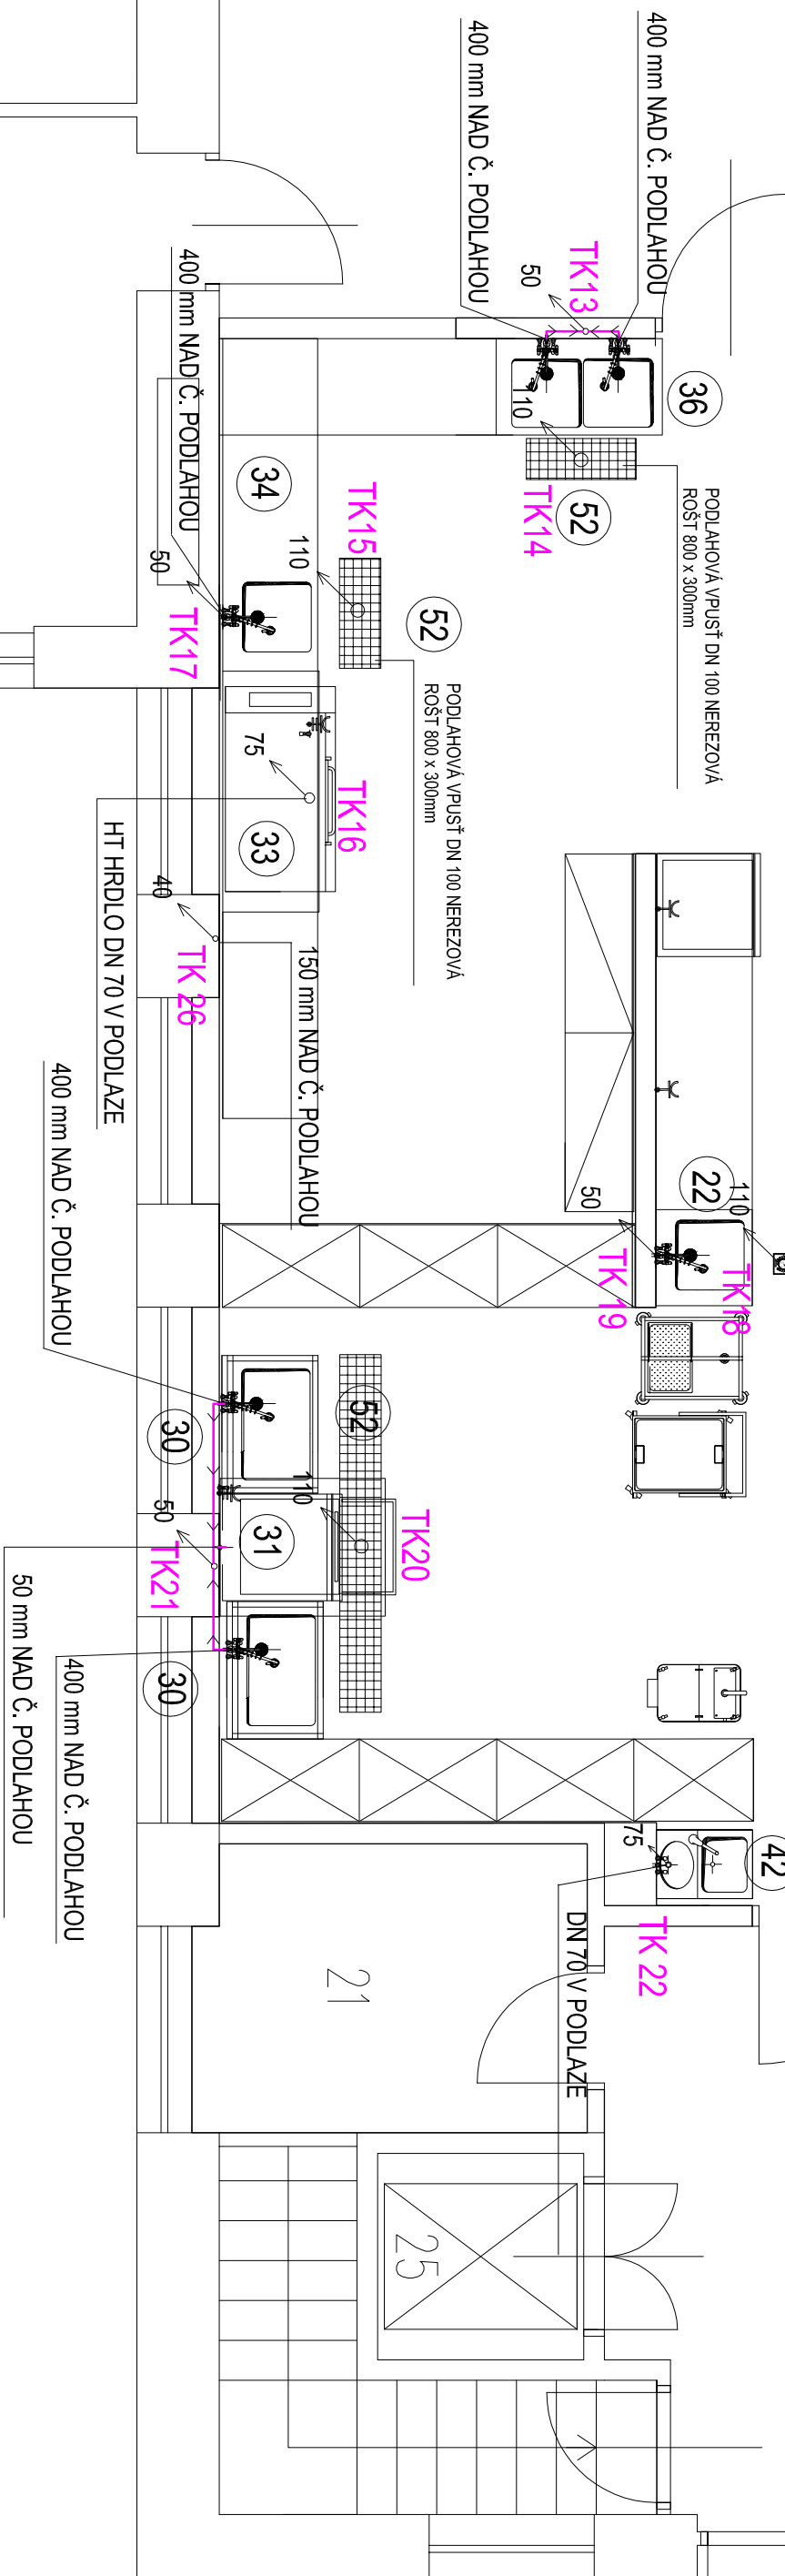 400 mm NAD Č. PODLAHOU
400 mm NAD Č. PODLAHOU
TK13
50
400 mm NAD Č. PODLAHOU
36
110
52
TK14
PODLAHOVÁ VPUSŤ DN 100 NEREZOVÁ
ROŠT 800 x 300mm
34
TK15
110
50
TK17
52
PODLAHOVÁ VPUSŤ DN 100 NEREZOVÁ
ROŠT 800 x 300mm
75
TK16
33
HT HRDLO DN 70 V PODLAZE
40
TK 26
150 mm NAD Č. PODLAHOU
400 mm NAD Č. PODLAHOU
22
110
50
TK 19
TK18
52
30
110
31
TK20
50
TK21
30
50 mm NAD Č. PODLAHOU
400 mm NAD Č. PODLAHOU
75
42
TK 22
DN 70 V PODLAZE
21
25